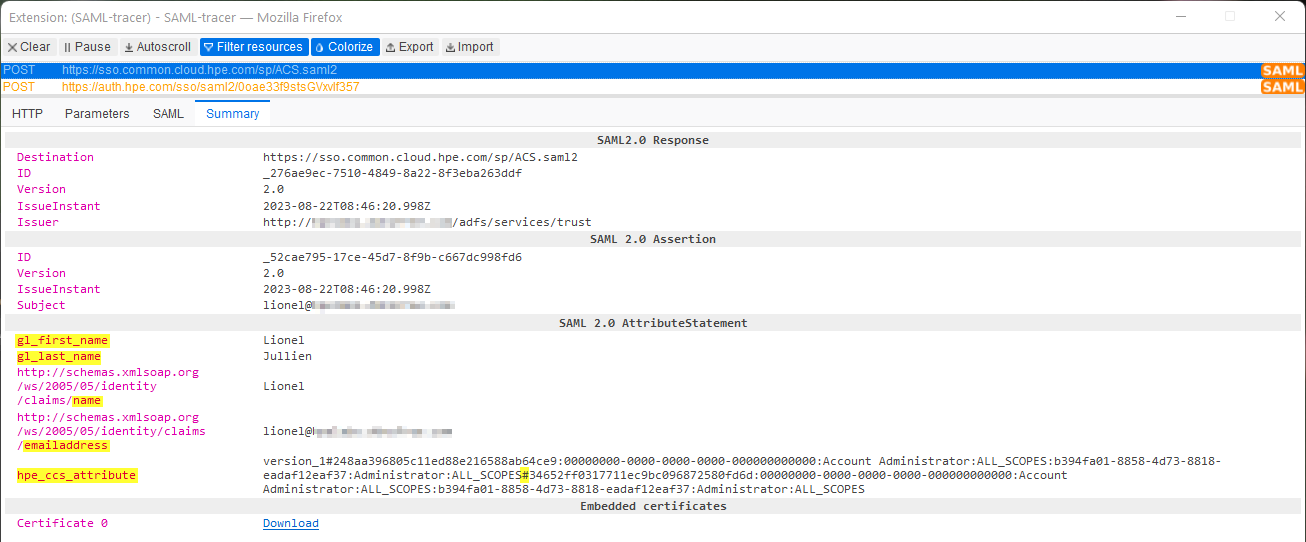 Extension: (SAML-tracer) - SAML-tracer — Mozilla Firefox
Clear Pause Autoscroll Filter resources Colorize Export Import
POST https://sso.common.cloud.hpe.com/sp/ACS.saml2 SAML
POST https://auth.hpe.com/sso/saml2/0oae33f9stsGVxvlf357 SAML
HTTP Parameters SAML Summary
SAML2.0 Response
Destination https://sso.common.cloud.hpe.com/sp/ACS.saml2
ID _276ae9ec-7510-4849-8a22-8f3eba263ddf
Version 2.0
IssueInstant 2023-08-22T08:46:20.998Z
Issuer http:// /adfs/services/trust
SAML 2.0 Assertion
ID _52cae795-17ce-45d7-8f9b-c667dc998fd6
Version 2.0
IssueInstant 2023-08-22T08:46:20.998Z
Subject lionel@
SAML 2.0 AttributeStatement
gl_first_name Lionel
gl_last_name Jullien
http://schemas.xmlsoap.org
/ws/2005/05/identity Lionel
/claims/name
http://schemas.xmlsoap.org
/ws/2005/05/identity/claims lionel@
/emailaddress
version_1#248aa396805c11ed88e216588ab64ce9:00000000-0000-0000-0000-000000000000:Account Administrator:ALL_SCOPES:b394fa01-8858-4d73-8818-
hpe_ccs_attribute eadaf12eaf37:Administrator:ALL_SCOPES#34652ff0317711ec9bc096872580fd6d:00000000-0000-0000-0000-000000000000:Account
Administrator:ALL_SCOPES:b394fa01-8858-4d73-8818-eadaf12eaf37:Administrator:ALL_SCOPES
Embedded certificates
Certificate 0 Download